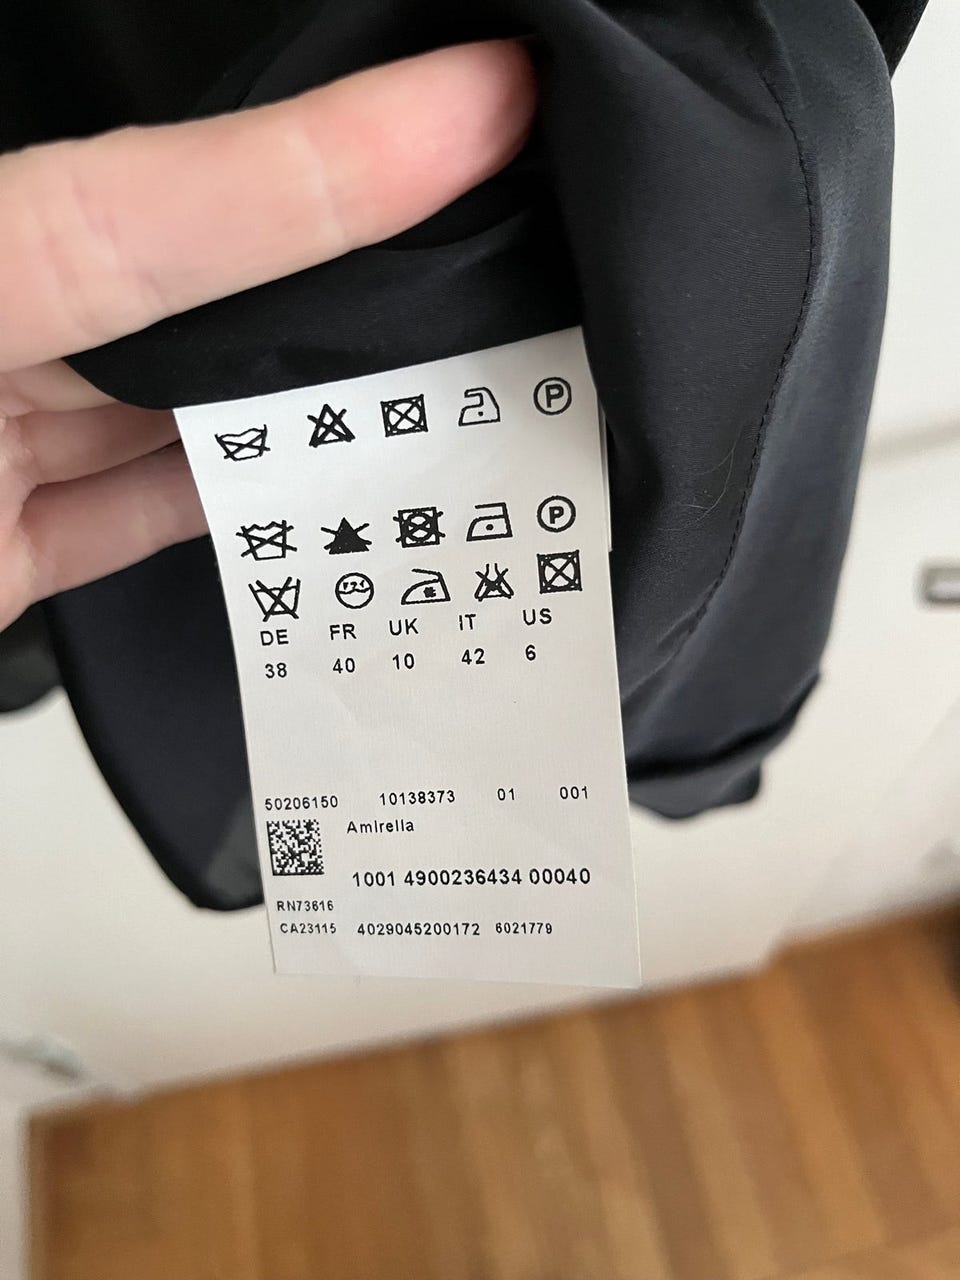 P
P
DE FR UK IT US
38 40 10 42 6
50206150 10138373 01 001
Amirella
1001 4900236434 00040
RN73616
CA23115 4029045200172 6021779